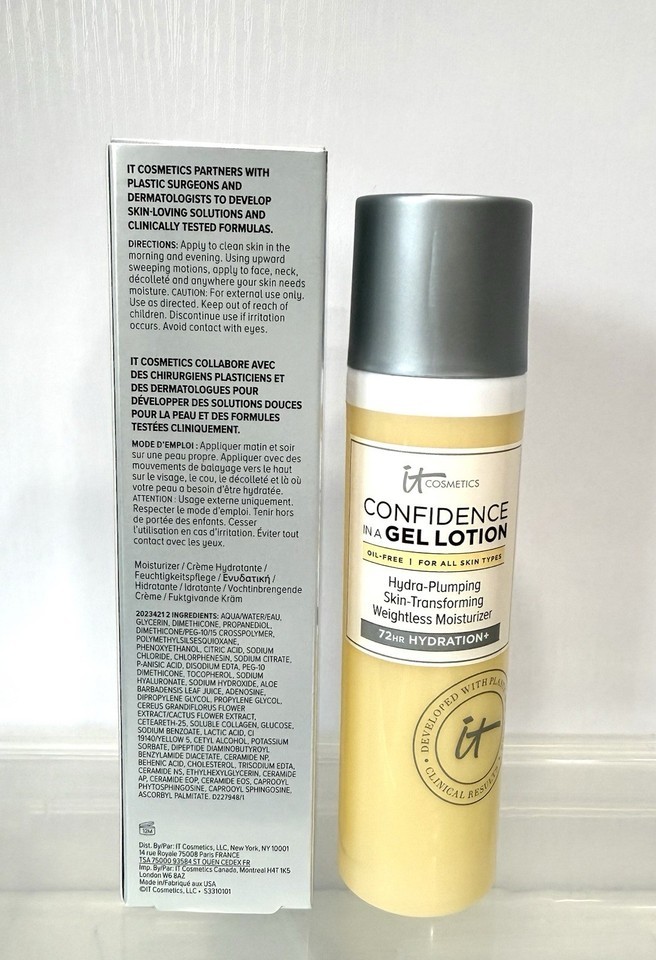 IT COSMETICS PARTNERS WITH
PLASTIC SURGEONS AND
DERMATOLOGISTS TO DEVELOP
SKIN-LOVING SOLUTIONS AND
CLINICALLY TESTED FORMULAS.
DIRECTIONS: Apply to clean skin in the
morning and evening. Using upward
sweeping motions, apply to face, neck,
décolleté and anywhere your skin needs
moisture. CAUTION: For external use only.
Use as directed. Keep out of reach of
children. Discontinue use if irritation
occurs. Avoid contact with eyes.
IT COSMETICS COLLABORE AVEC
DES CHIRURGIENS PLASTICIENS ET
DES DERMATOLOGUES POUR
DÉVELOPPER DES SOLUTIONS DOUCES
POUR LA PEAU ET DES FORMULES
TESTÉES CLINIQUEMENT.
MODE D'EMPLOI : Appliquer matin et soir
sur une peau propre. Appliquer avec des
mouvements de balayage vers le haut
sur le visage, le cou, le décolleté et là où
votre peau a besoin d'être hydratée.
ATTENTION : Usage externe uniquement.
Respecter le mode d'emploi. Tenir hors
de portée des enfants. Cesser
l'utilisation en cas d'irritation. Éviter tout
contact avec les yeux.
Moisturizer / Crème Hydratante /
Feuchtigkeitspflege / Ενυδατική /
Hidratante / Idratante / Vochtinbrengende
Crème / Fuktgivande Kräm
2023421 2 INGREDIENTS: AQUA/WATER/EAU,
GLYCERIN, DIMETHICONE, PROPANEDIOL,
DIMETHICONE/PEG-10/15 CROSSPOLYMER,
POLYMETHYLSILSESQUIOXANE,
PHENOXYETHANOL, CITRIC ACID, SODIUM
CHLORIDE, CHLORPHENESIN, SODIUM CITRATE,
P-ANISIC ACID, DISODIUM EDTA, PEG-10
DIMETHICONE, TOCOPHEROL, SODIUM
HYALURONATE, SODIUM HYDROXIDE, ALOE
BARBADENSIS LEAF JUICE, ADENOSINE,
DIPROPYLENE GLYCOL, PROPYLENE GLYCOL,
CEREUS GRANDIFLORUS FLOWER
EXTRACT/CACTUS FLOWER EXTRACT,
CETEARETH-25, SOLUBLE COLLAGEN, GLUCOSE,
SODIUM BENZOATE, LACTIC ACID, CI
19140/YELLOW 5, CETYL ALCOHOL, POTASSIUM
SORBATE, DIPEPTIDE DIAMINOBUTYROYL
BENZYLAMIDE DIACETATE, CERAMIDE NP,
BEHENIC ACID, CHOLESTEROL, TRISODIUM EDTA,
CERAMIDE NS, ETHYLHEXYLGLYCERIN, CERAMIDE
AP, CERAMIDE EOP, CERAMIDE EOS, CAPROOYL
PHYTOSPHINGOSINE, CAPROOYL SPHINGOSINE,
ASCORBYL PALMITATE. D227948/1
12M
Dist. By/Par: IT Cosmetics, LLC, New York, NY 10001
14 rue Royale 75008 Paris FRANCE
TSA 75000 93584 ST OUEN CEDEX FR
Imp. By/Par: IT Cosmetics Canada, Montreal H4T 1K5
London W6 8AZ
Made in/Fabriqué aux USA
©IT Cosmetics, LLC • S3310101
it COSMETICS
CONFIDENCE
IN A GEL LOTION
OIL-FREE | FOR ALL SKIN TYPES
Hydra-Plumping
Skin-Transforming
Weightless Moisturizer
72HR HYDRATION+
DEVELOPED WITH
it
CLINICAL